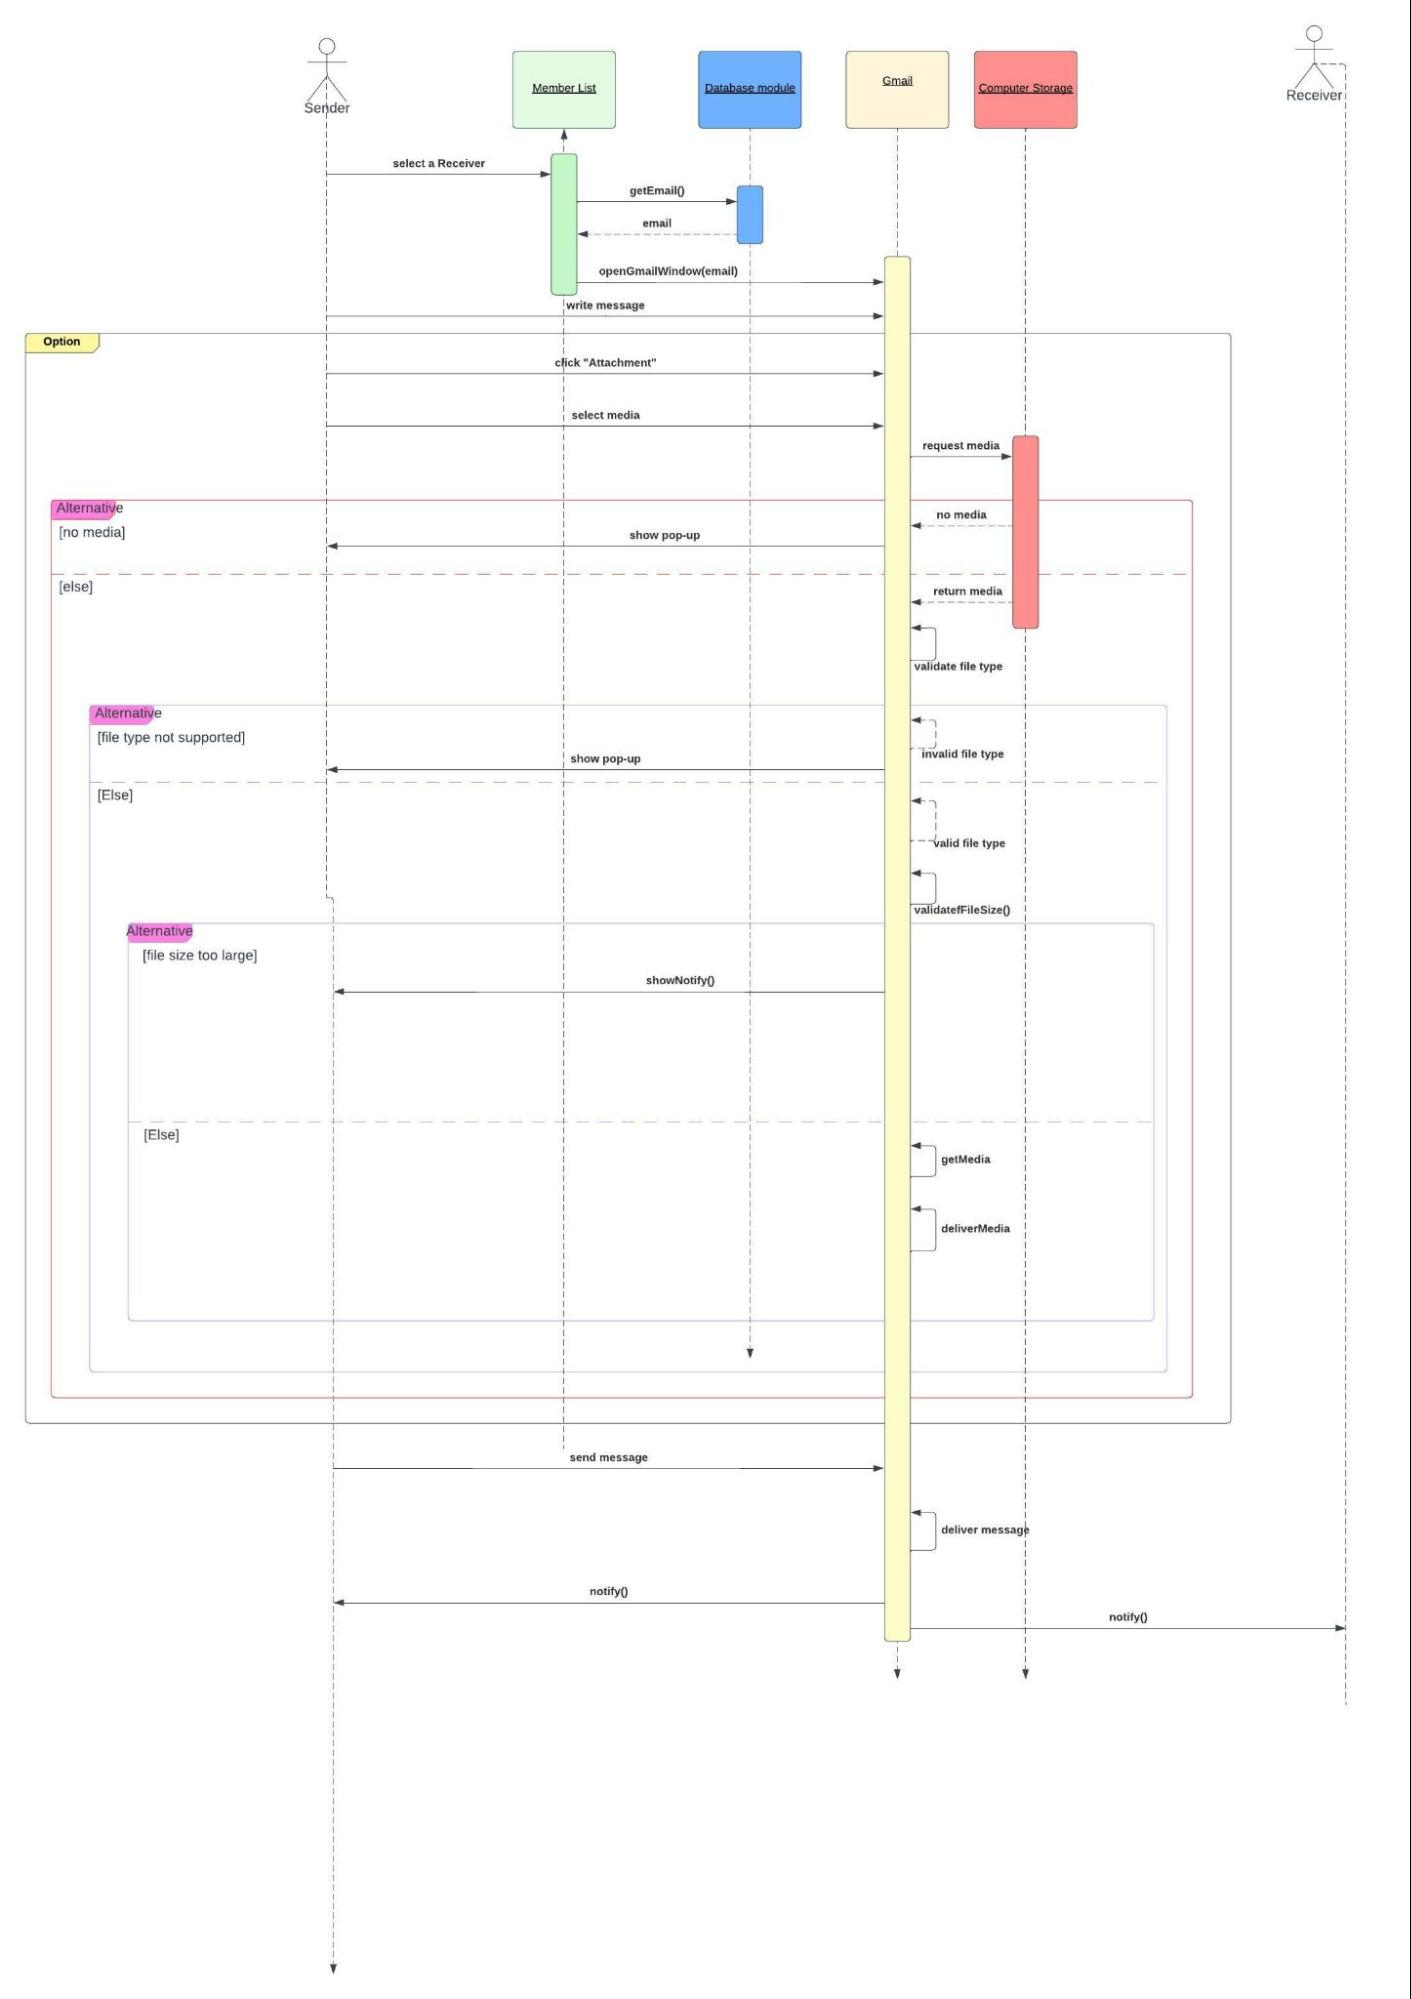 Sender
Member List
Database module
Gmail
Computer Storage
Receiver
select a Receiver
getEmail()
email
openGmailWindow(email)
write message
Option
click "Attachment"
select media
request media
Alternative
[no media]
no media
show pop-up
[else]
return media
validate file type
Alternative
[file type not supported]
invalid file type
show pop-up
[Else]
valid file type
validatefFileSize()
Alternative
[file size too large]
showNotify()
[Else]
getMedia
deliverMedia
send message
deliver message
notify()
notify()